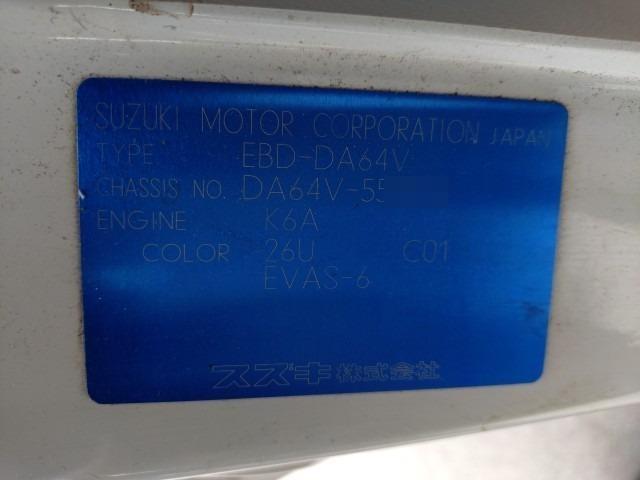 SUZUKI MOTOR CORPORATION JAPAN
TYPE EBD-DA64V
CHASSIS NO. DA64V-55
ENGINE K6A
COLOR 26U C01
EVAS-6
スズキ株式会社